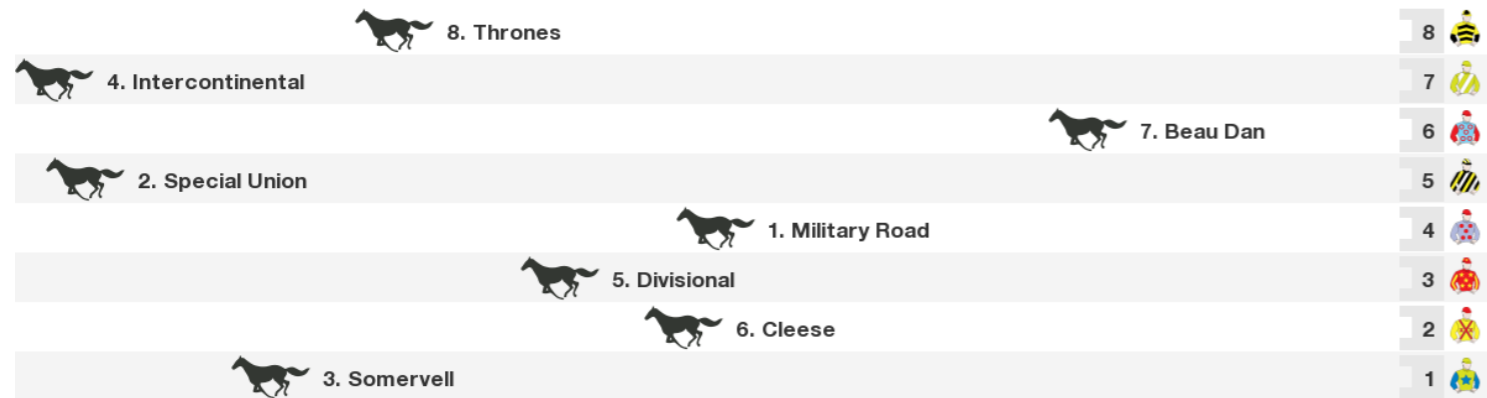 8. Thrones 8
4. Intercontinental 7
7. Beau Dan 6
2. Special Union 5
1. Military Road 4
5. Divisional 3
6. Cleese 2
3. Somervell 1